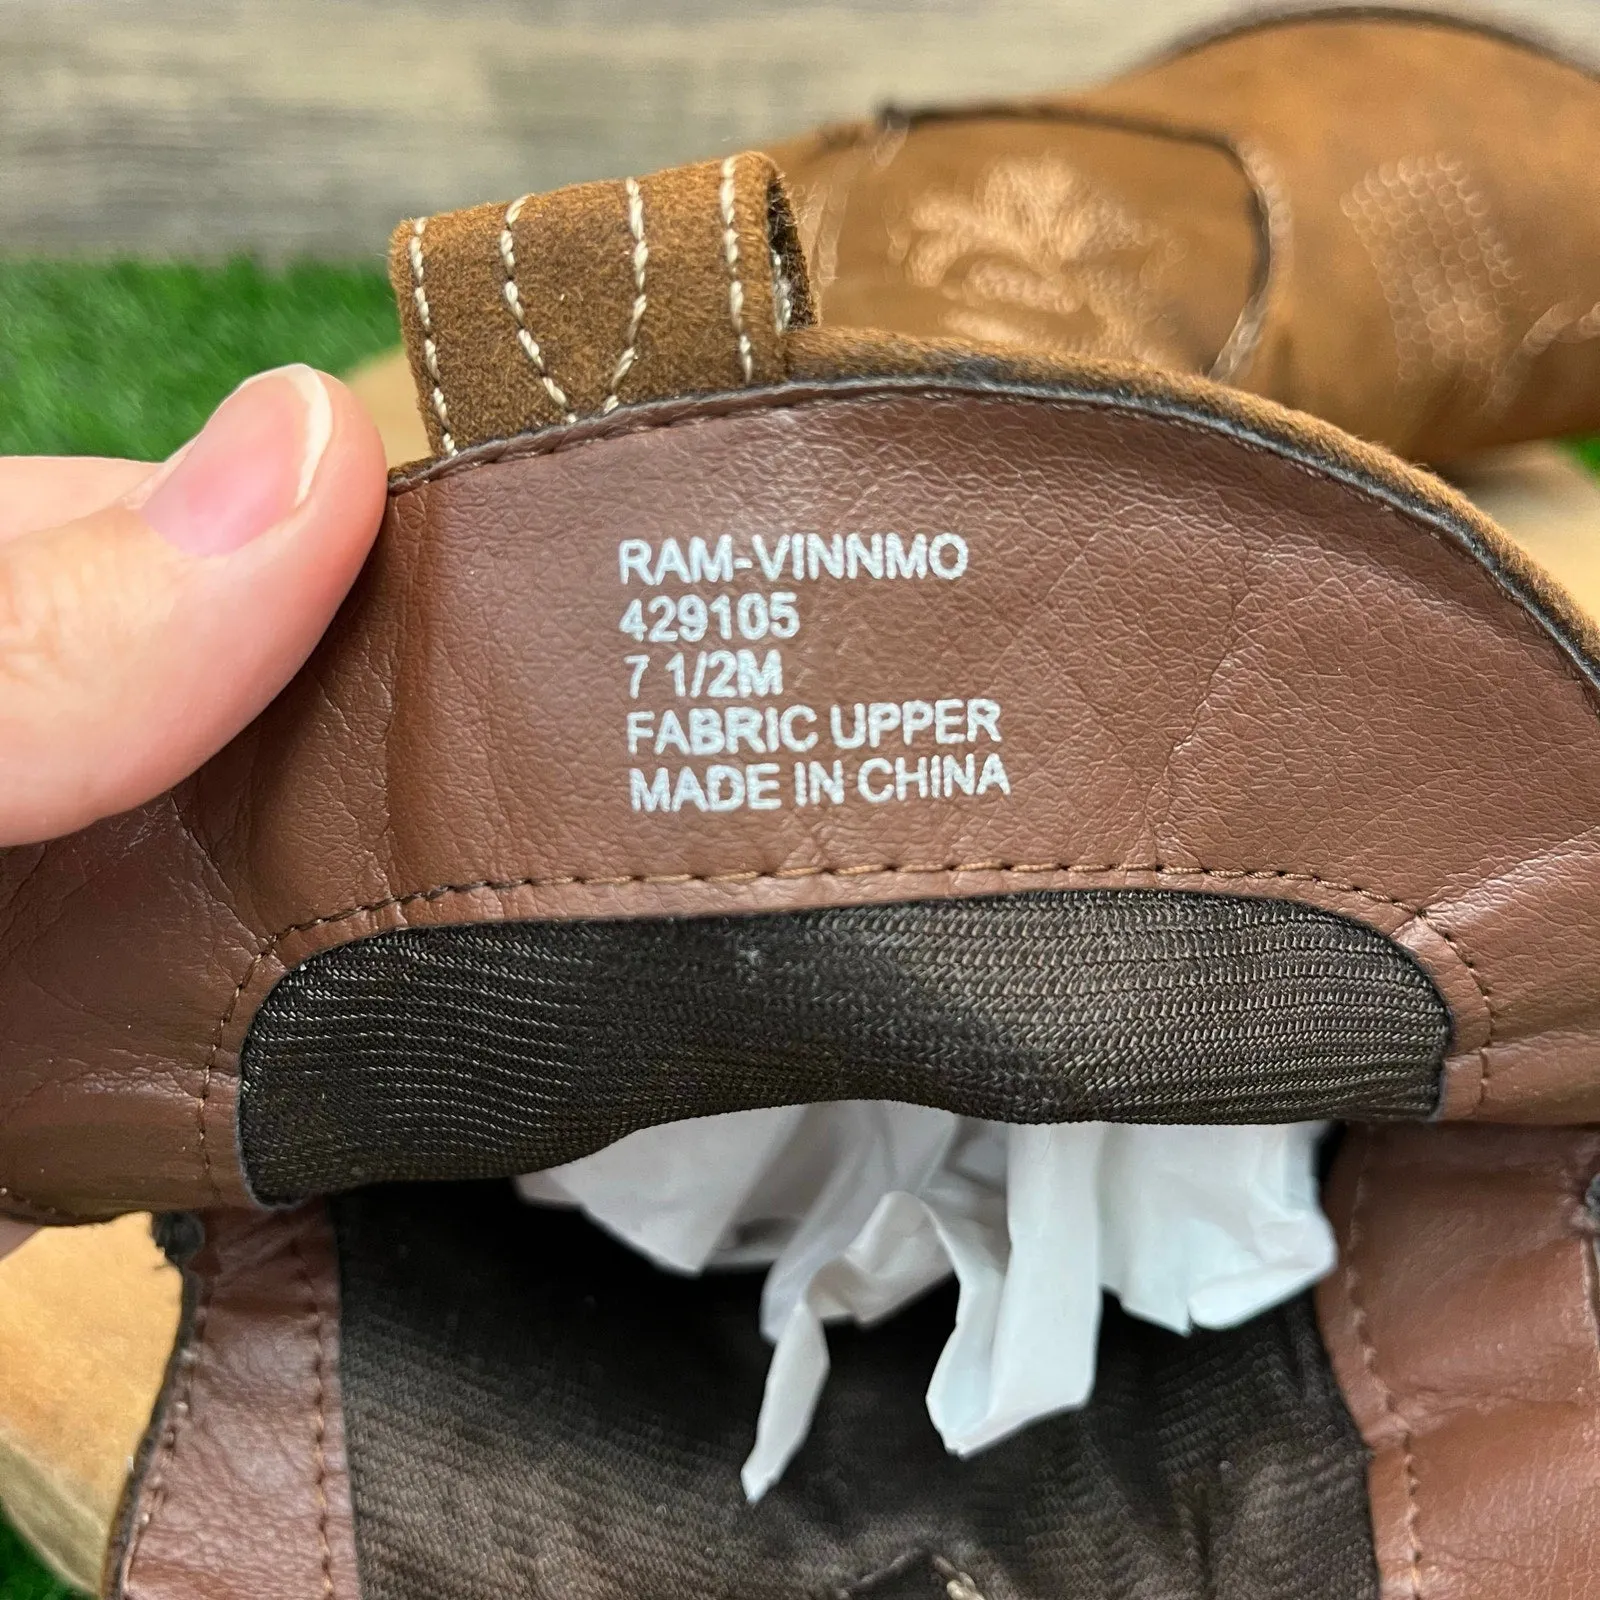 RAM-VINNMO
429105
7 1/2M
FABRIC UPPER
MADE IN CHINA